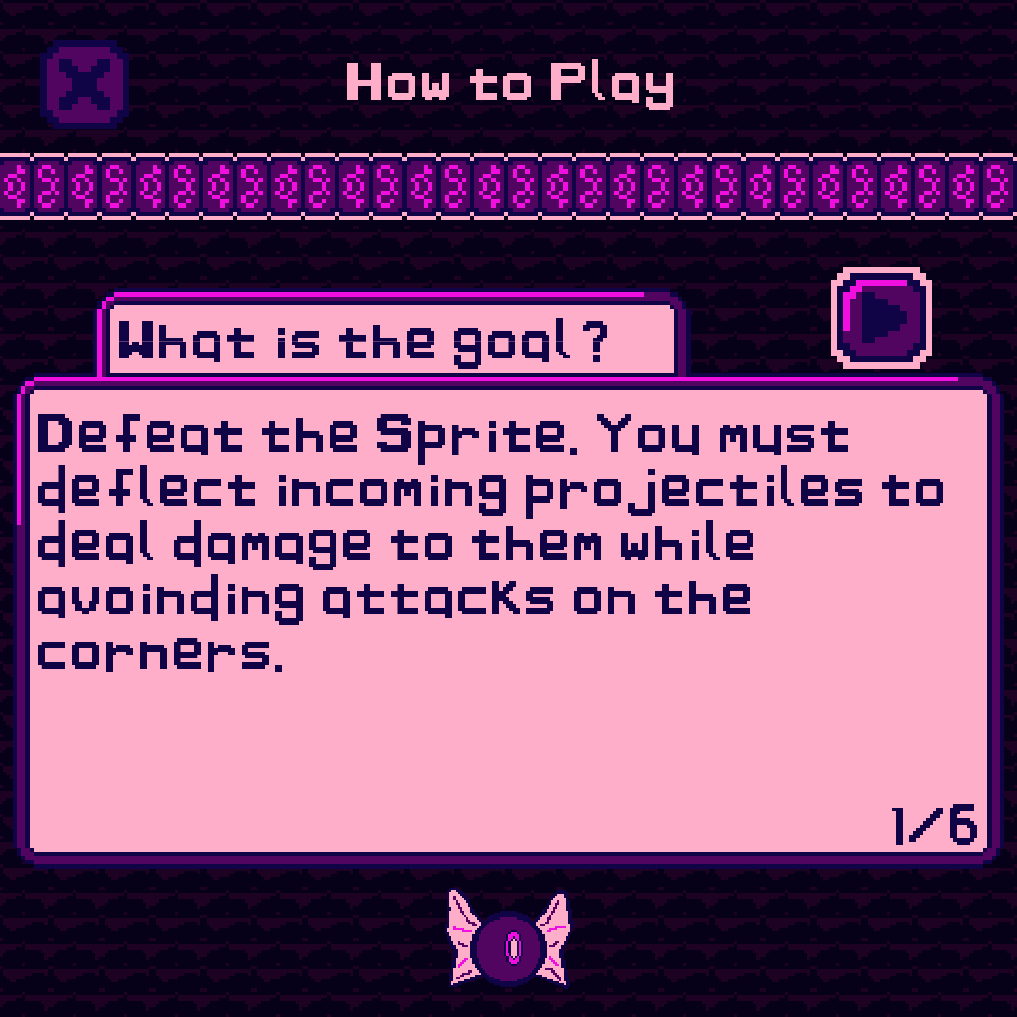 How to Play
What is the goal?
Defeat the Sprite. You must
deflect incoming projectiles to
deal damage to them while
avoinding attacks on the
corners.
1/6